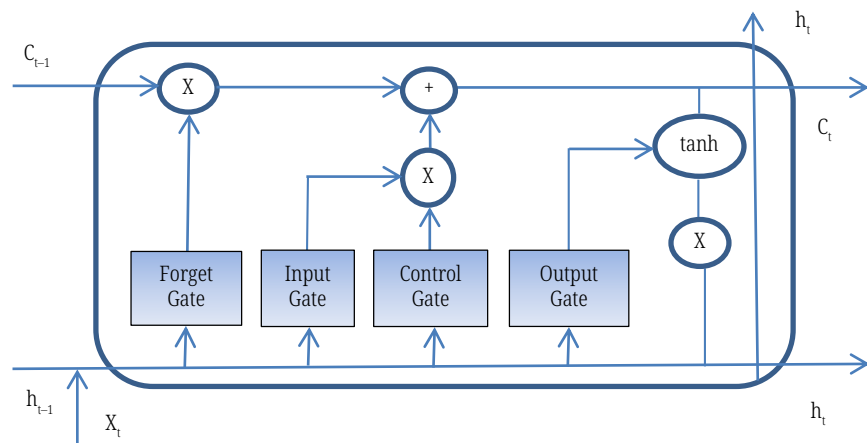 h_t
C_{t–1}
X
+
C_t
tanh
X
X
Forget
Gate
Input
Gate
Control
Gate
Output
Gate
h_{t–1}
h_t
X_t